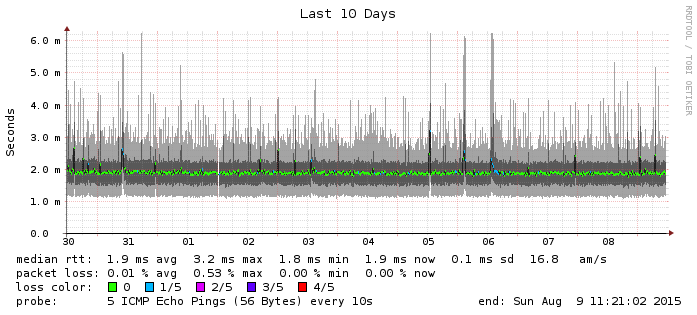 Last 10 Days
RRDTOOL / TOBI OETIKER
Seconds
6.0 m
5.0 m
4.0 m
3.0 m
2.0 m
1.0 m
0.0
30 31 01 02 03 04 05 06 07 08
median rtt: 1.9 ms avg 3.2 ms max 1.8 ms min 1.9 ms now 0.1 ms sd 16.8 am/s
packet loss: 0.01 % avg 0.53 % max 0.00 % min 0.00 % now
loss color: 0 1/5 2/5 3/5 4/5
probe: 5 ICMP Echo Pings (56 Bytes) every 10s end: Sun Aug 9 11:21:02 2015